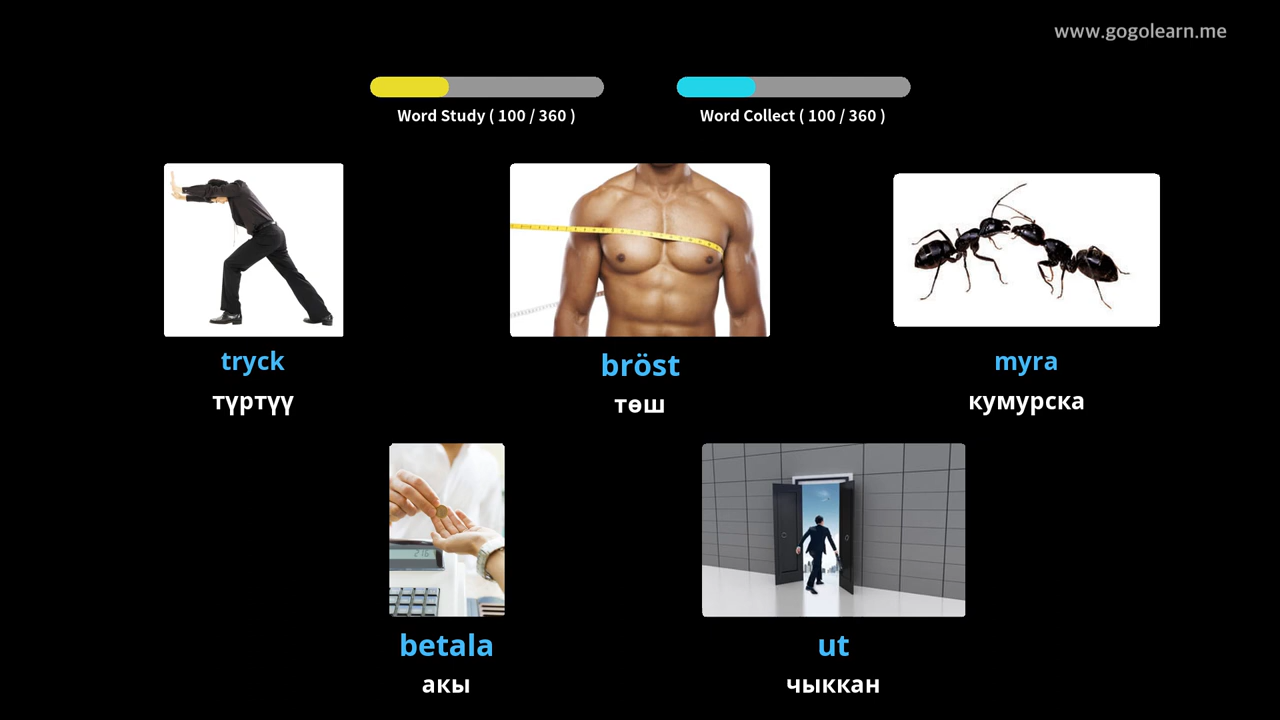 www.gogolearn.me
Word Study ( 100 / 360 )
Word Collect ( 100 / 360 )
tryck
түртүү
bröst
төш
myra
кумурска
betala
акы
ut
чыккан